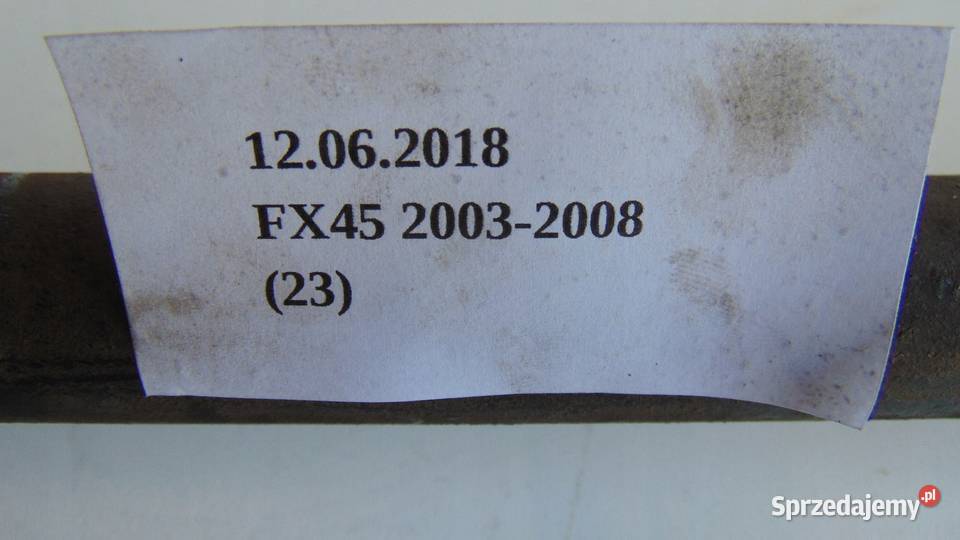 12.06.2018
FX45 2003-2008
(23)
Sprzedajemy.pl